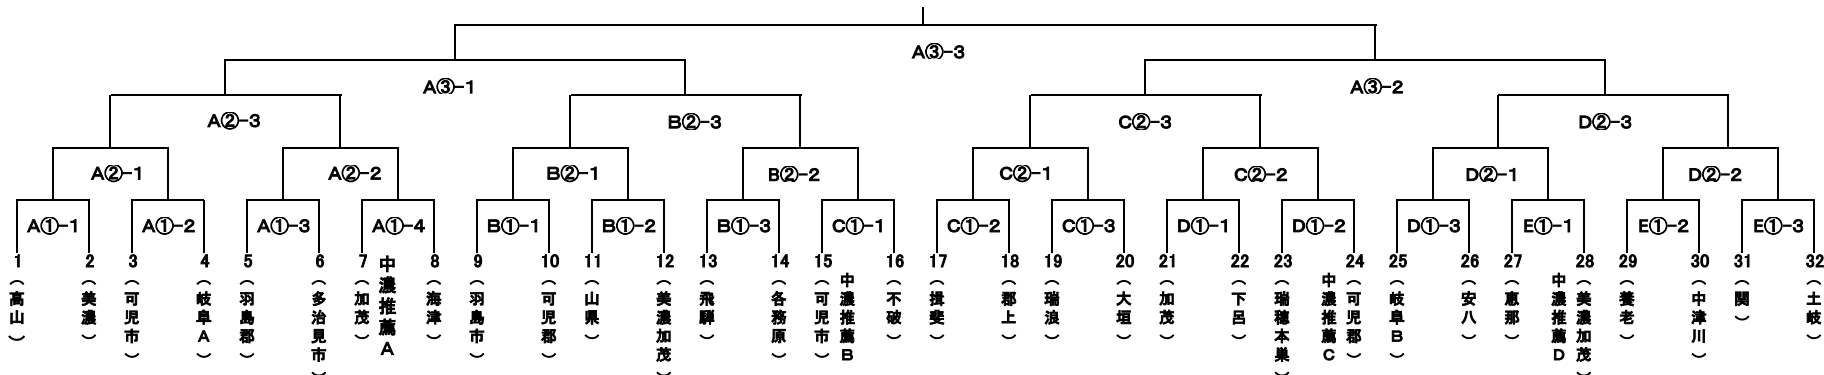 A③-3
A③-1
A③-2
A②-3
B②-3
C②-3
D②-3
A②-1
A②-2
B②-1
B②-2
C②-1
C②-2
D②-1
D②-2
A①-1
A①-2
A①-3
A①-4
B①-1
B①-2
B①-3
C①-1
C①-2
C①-3
D①-1
D①-2
D①-3
E①-1
E①-2
E①-3
1
(高山)
2
(美濃)
3
(可児市)
4
(岐阜A)
5
(羽島郡)
6
(多治見市)
7
(加茂)
中濃推薦A
8
(海津)
9
(羽島市)
10
(可児郡)
11
(山県)
12
(美濃加茂)
13
(飛騨)
14
(各務原)
15
(可児市)
中濃推薦B
16
(不破)
17
(揖斐)
18
(郡上)
19
(瑞浪)
20
(大垣)
21
(加茂)
22
(下呂)
23
(瑞穂本巣)
中濃推薦C
24
(可児郡)
25
(岐阜B)
26
(安八)
27
(恵那)
中濃推薦D
28
(美濃加茂)
29
(養老)
30
(中津川)
31
(関)
32
(土岐)